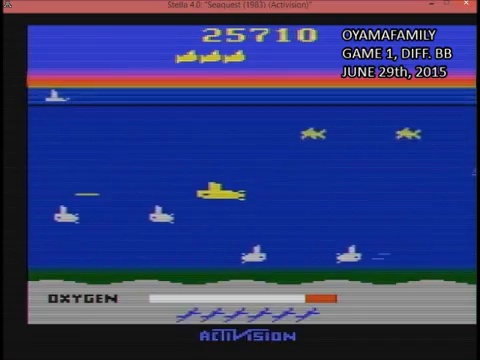 Stella 4.0: "Seaquest (1983) (Activision)"
25710
OYAMAFAMILY
GAME 1, DIFF. BB
JUNE 29th, 2015
OXYGEN
ACTIVISION